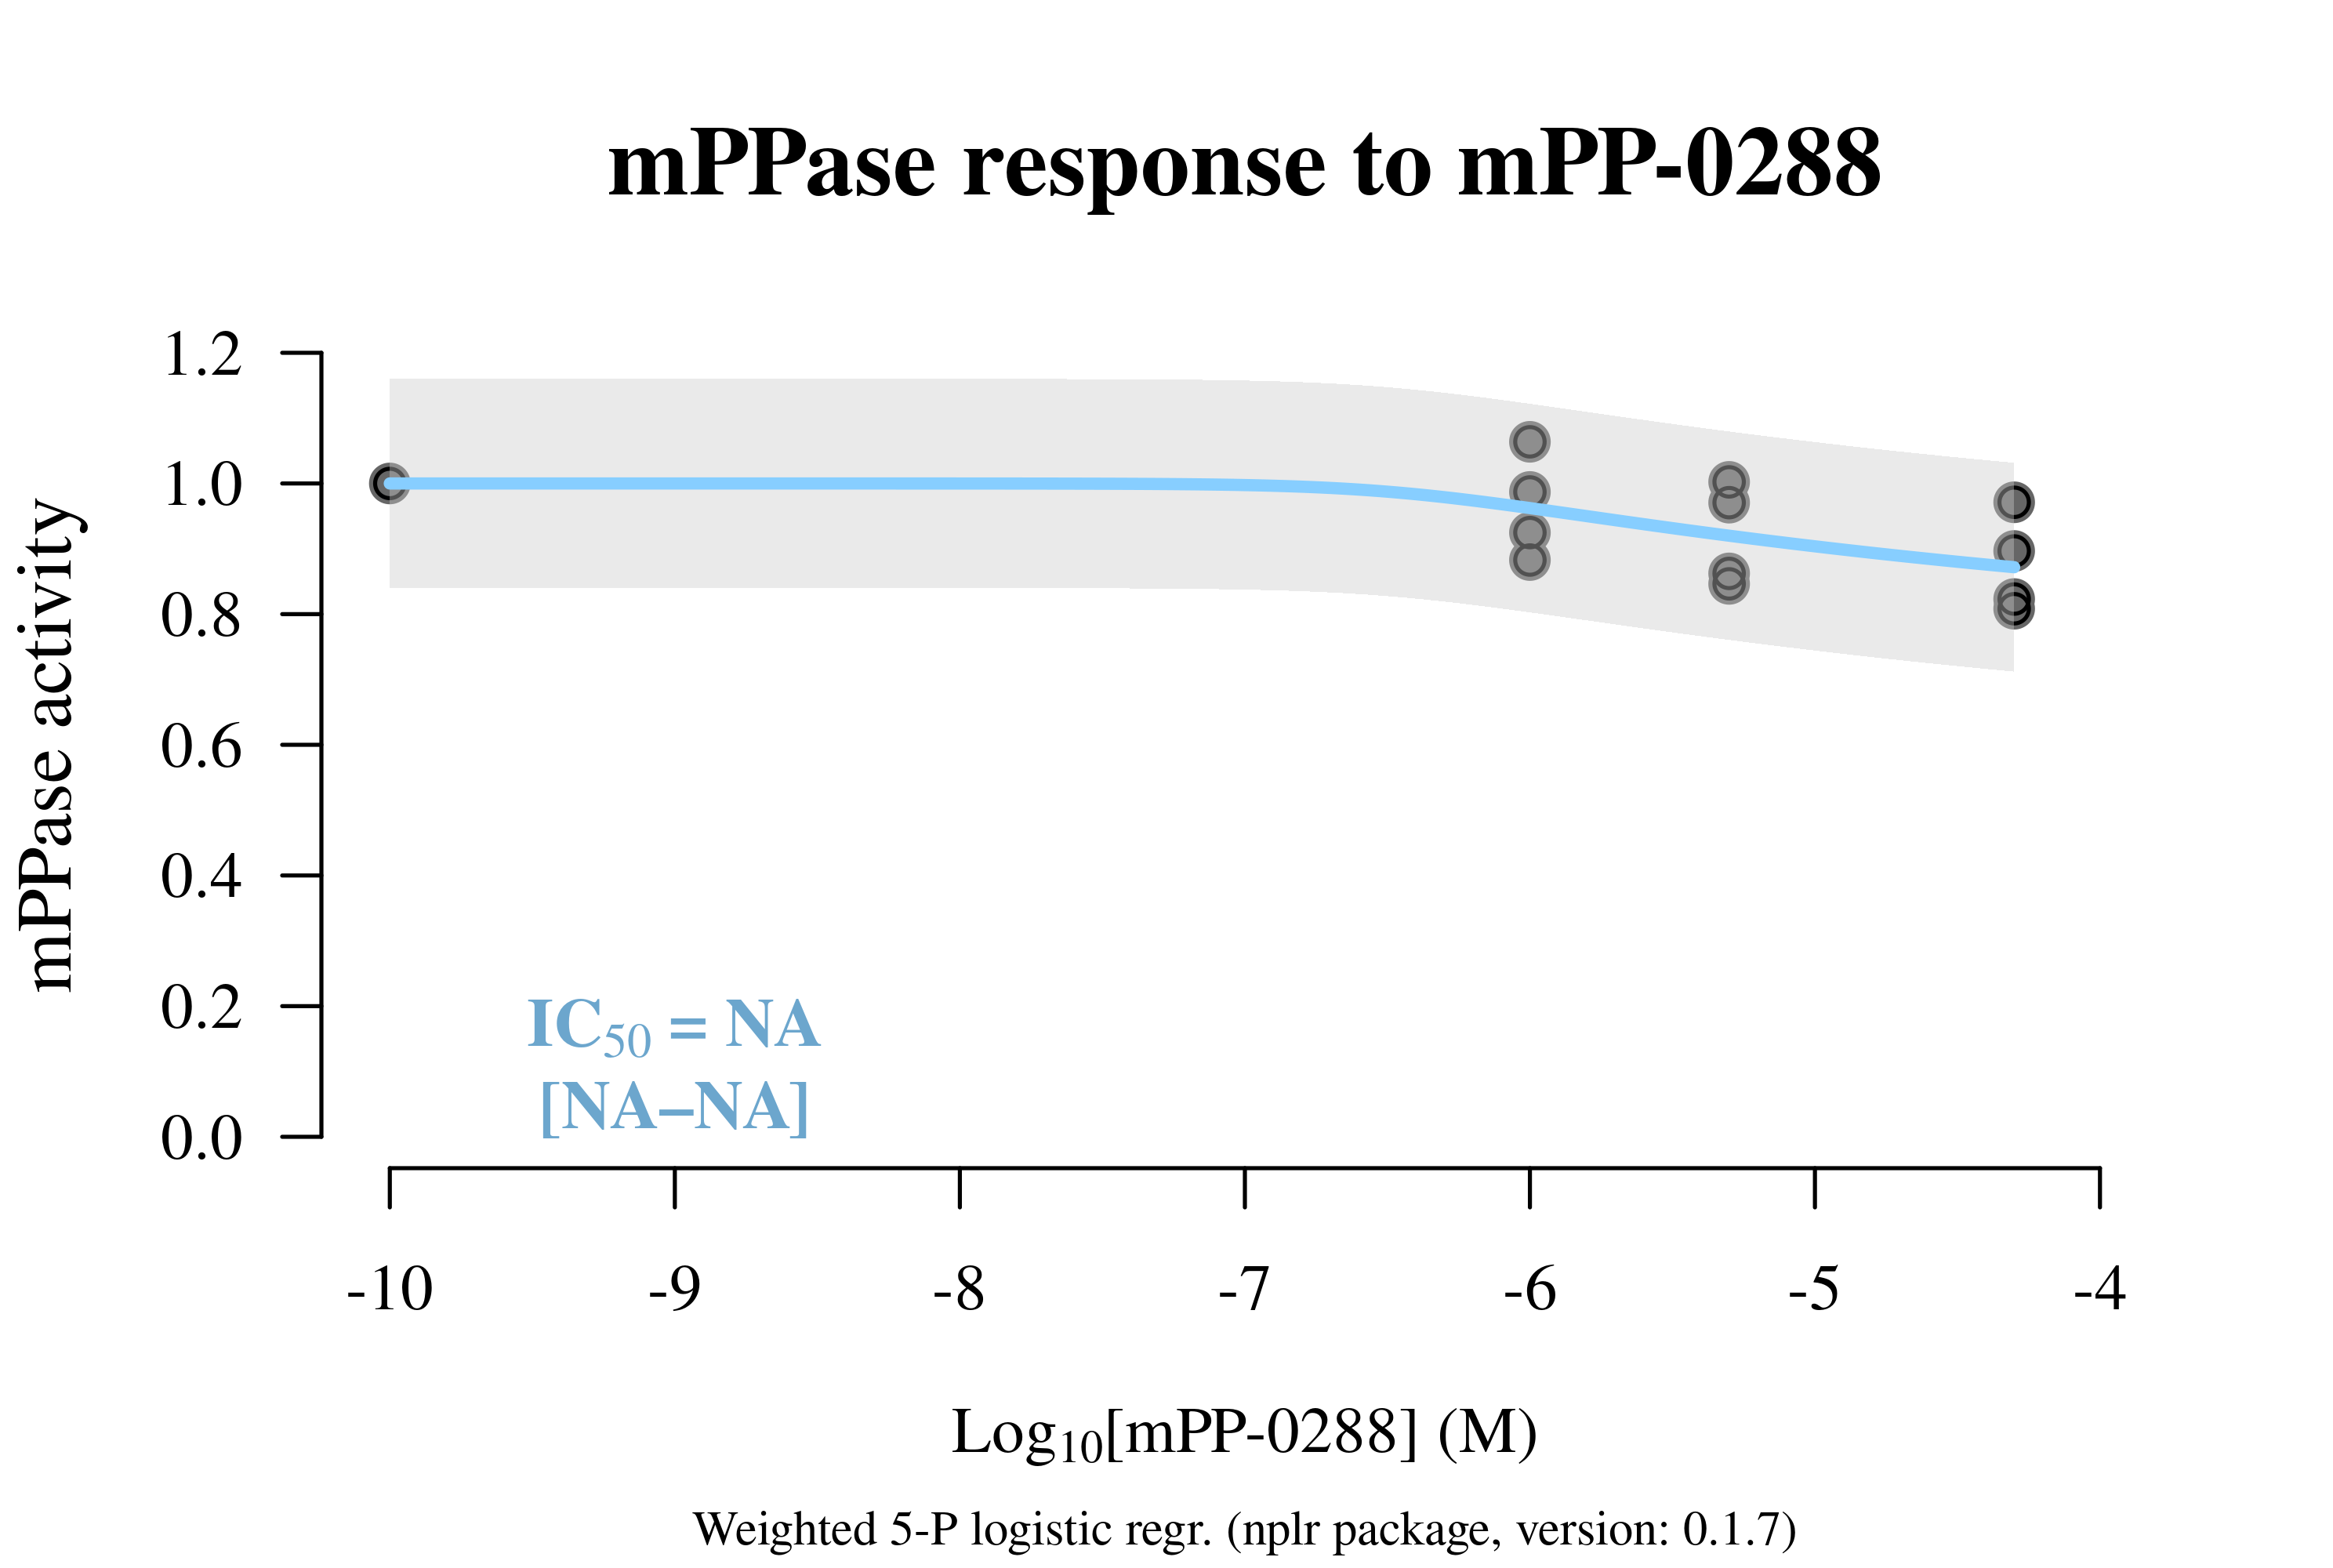 mPPase response to mPP-0288
1.2
1.0
0.8
0.6
0.4
0.2
0.0
mPPase activity
IC50 = NA
[NA–NA]
-10 -9 -8 -7 -6 -5 -4
Log10[mPP-0288] (M)
Weighted 5-P logistic regr. (nplr package, version: 0.1.7)